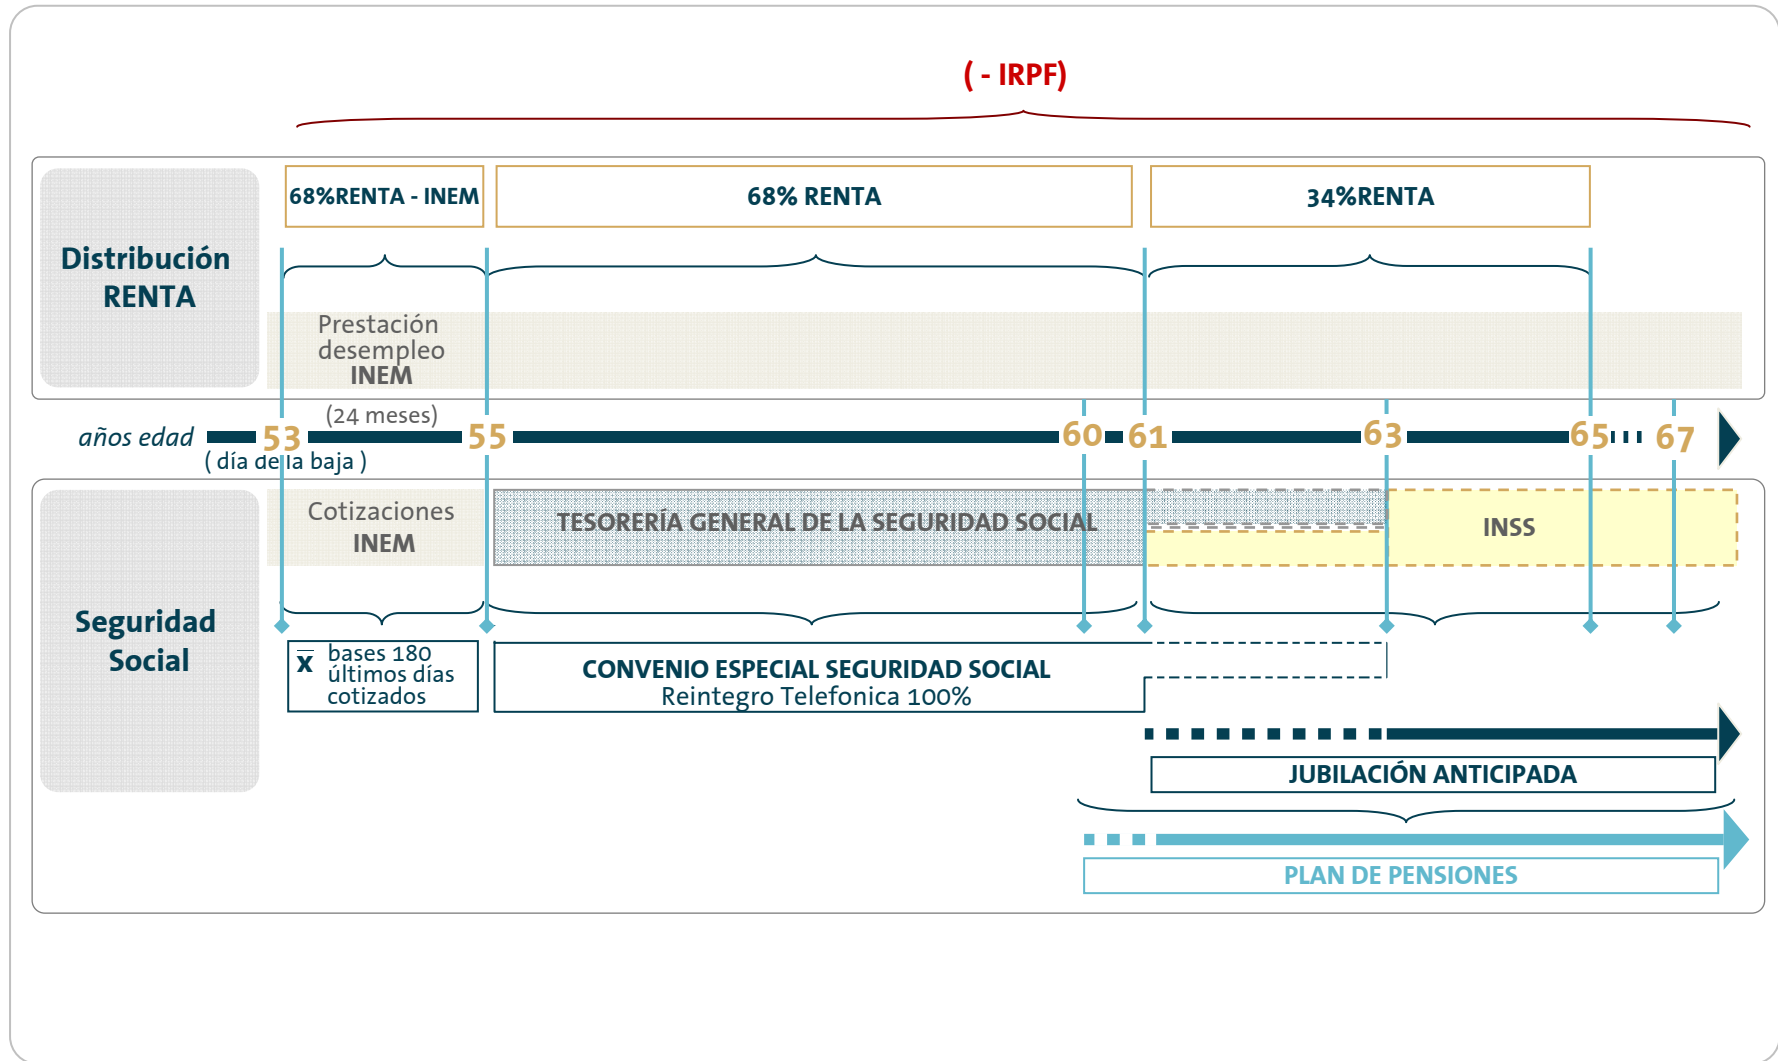 ( - IRPF)
68%RENTA - INEM
68% RENTA
34%RENTA
Distribución
RENTA
Prestación
desempleo
INEM
(24 meses)
años edad
53
55
60
61
63
65
67
( día de la baja )
Cotizaciones
INEM
TESORERÍA GENERAL DE LA SEGURIDAD SOCIAL
INSS
Seguridad
Social
x̅ bases 180
últimos días
cotizados
CONVENIO ESPECIAL SEGURIDAD SOCIAL
Reintegro Telefonica 100%
JUBILACIÓN ANTICIPADA
PLAN DE PENSIONES